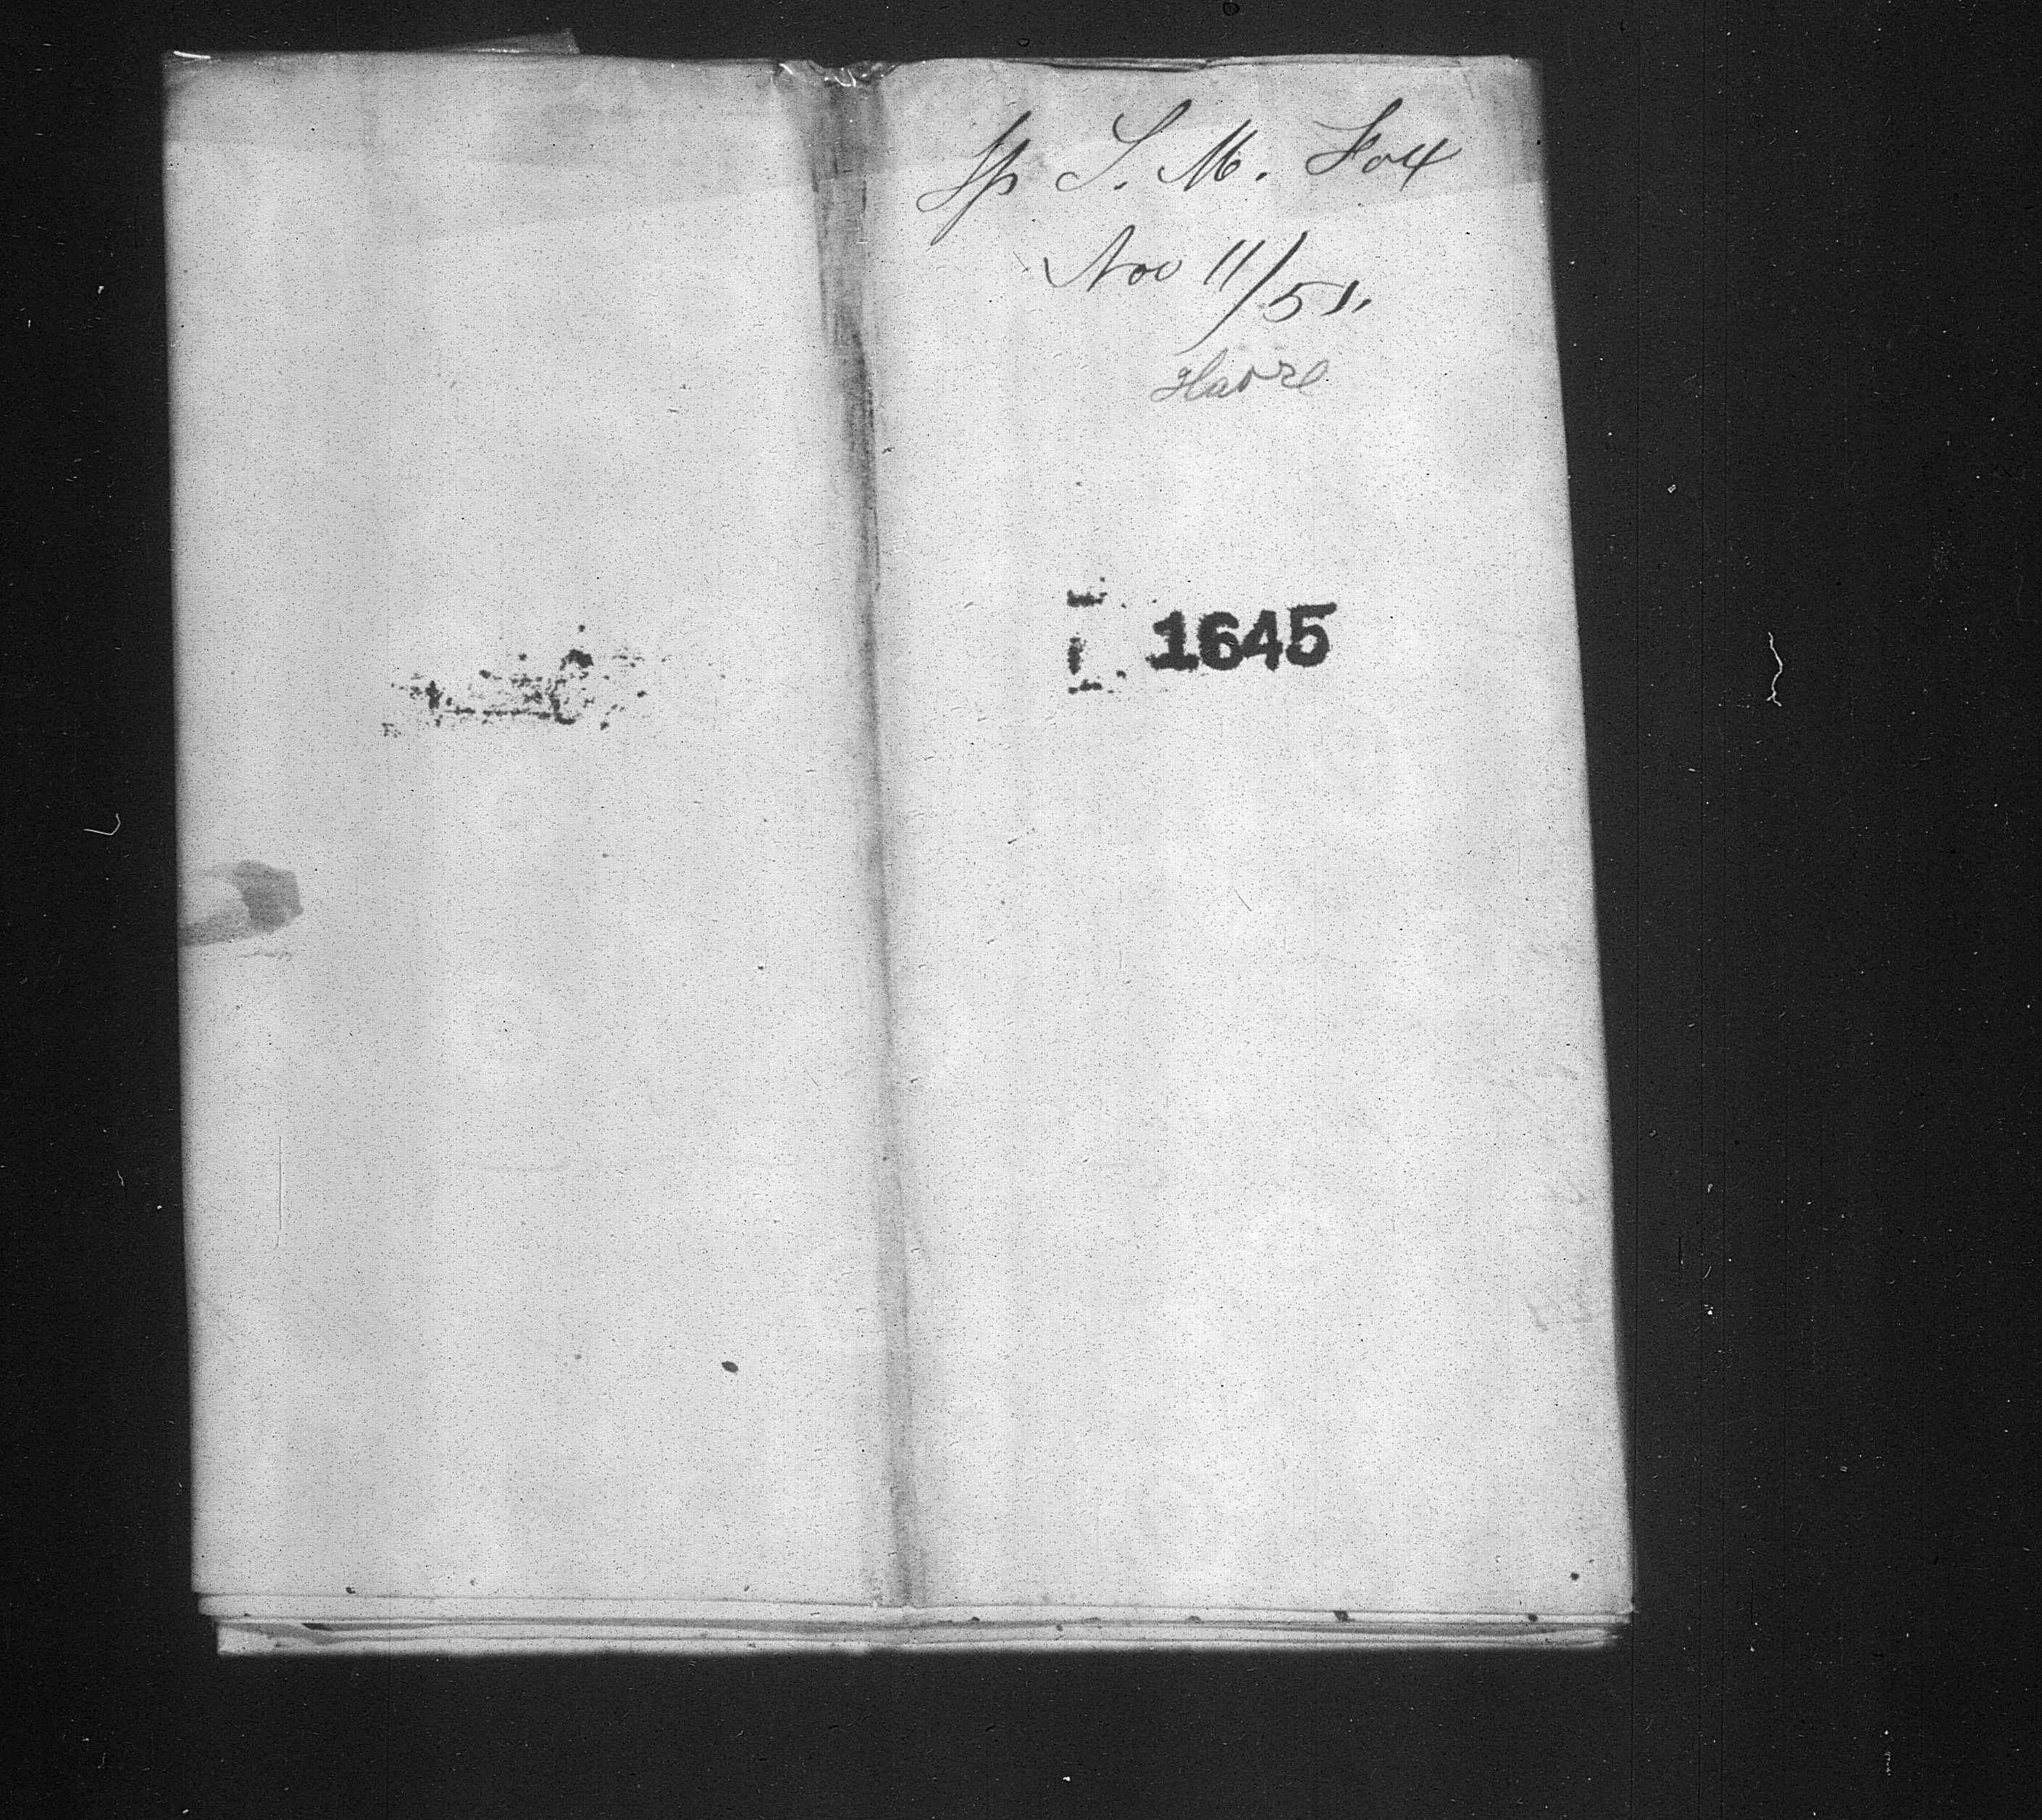 Sp S. M. Fox
Nov 11/51.
Havre
1645